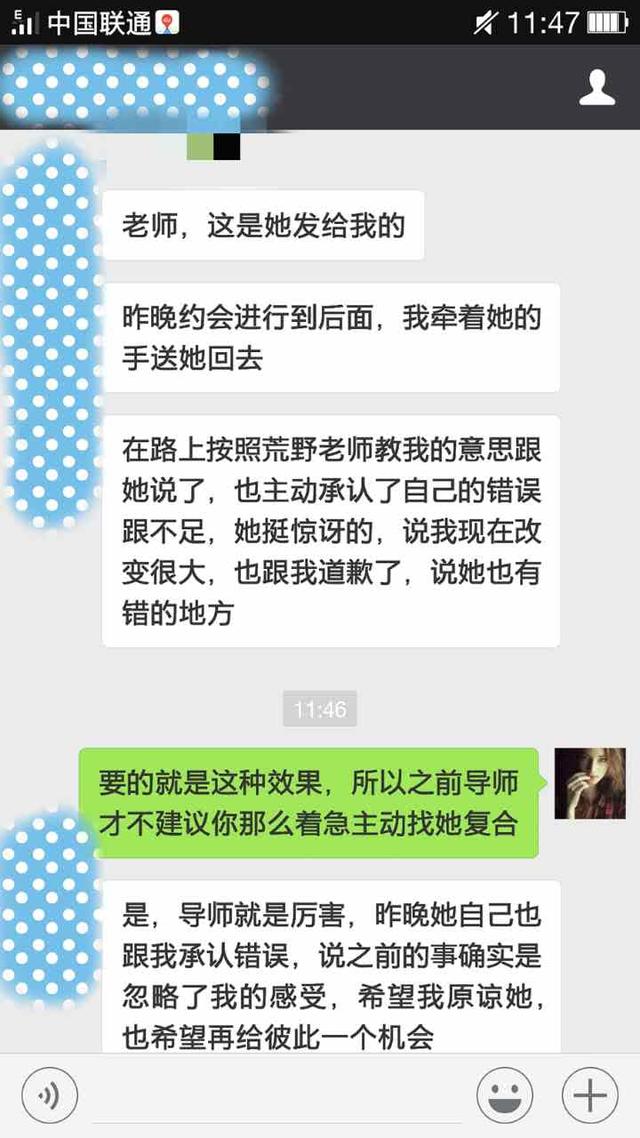 中国联通
11:47
老师，这是她发给我的
昨晚约会进行到后面，我牵着她的
手送她回去
在路上按照荒野老师教我的意思跟
她说了，也主动承认了自己的错误
跟不足，她挺惊讶的，说我现在改
变很大，也跟我道歉了，说她也有
错的地方
11:46
要的就是这种效果，所以之前导师
才不建议你那么着急主动找她复合
是，导师就是厉害，昨晚她自己也
跟我承认错误，说之前的事确实是
忽略了我的感受，希望我原谅她，
也希望再给彼此一个机会